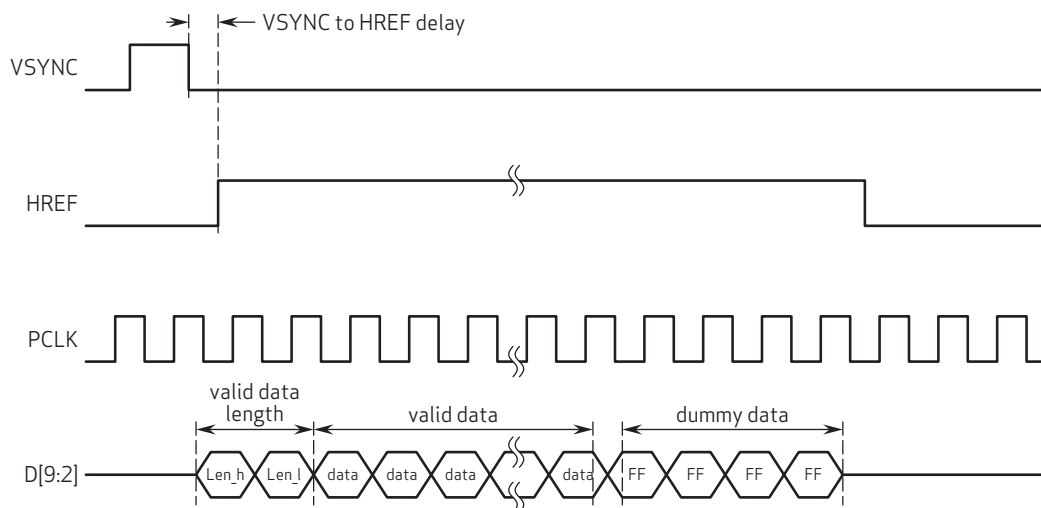 VSYNC to HREF delay
VSYNC
HREF
PCLK
valid data
length
valid data
dummy data
D[9:2]
Len_h Len_l data data data data FF FF FF FF